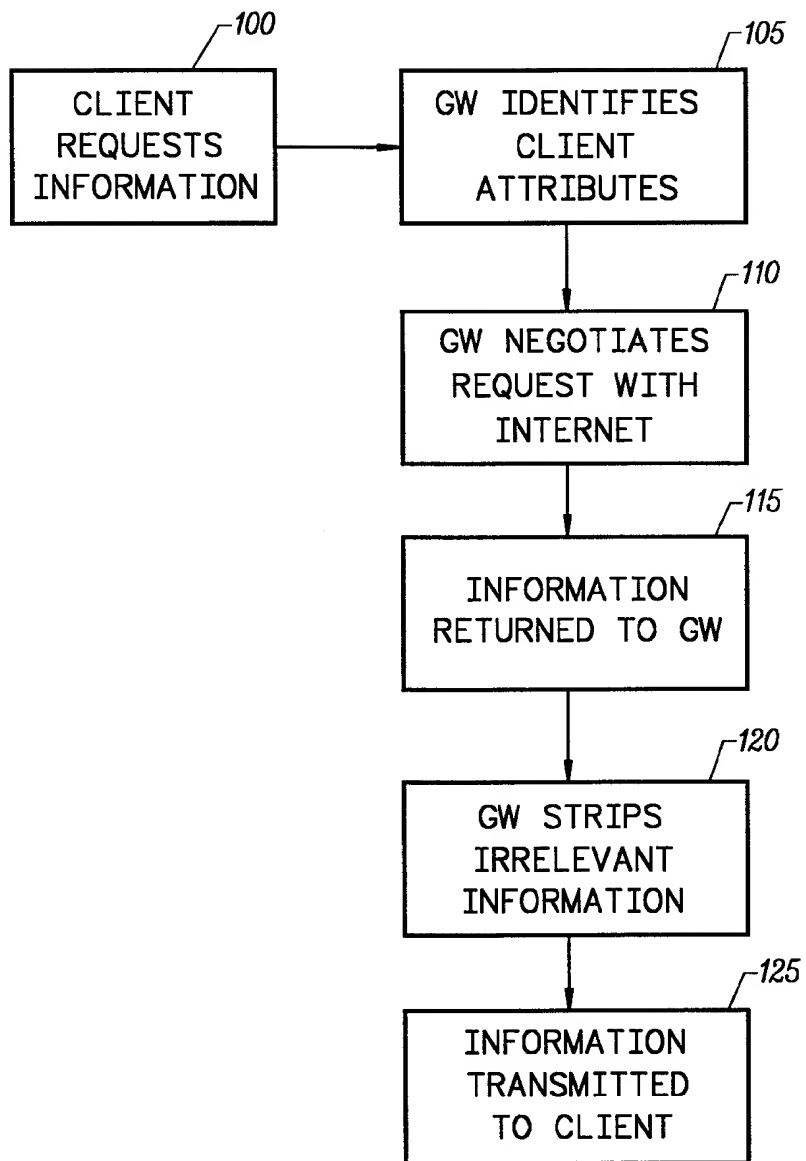 100
CLIENT
REQUESTS
INFORMATION
105
GW IDENTIFIES
CLIENT
ATTRIBUTES
110
GW NEGOTIATES
REQUEST WITH
INTERNET
115
INFORMATION
RETURNED TO GW
120
GW STRIPS
IRRELEVANT
INFORMATION
125
INFORMATION
TRANSMITTED
TO CLIENT